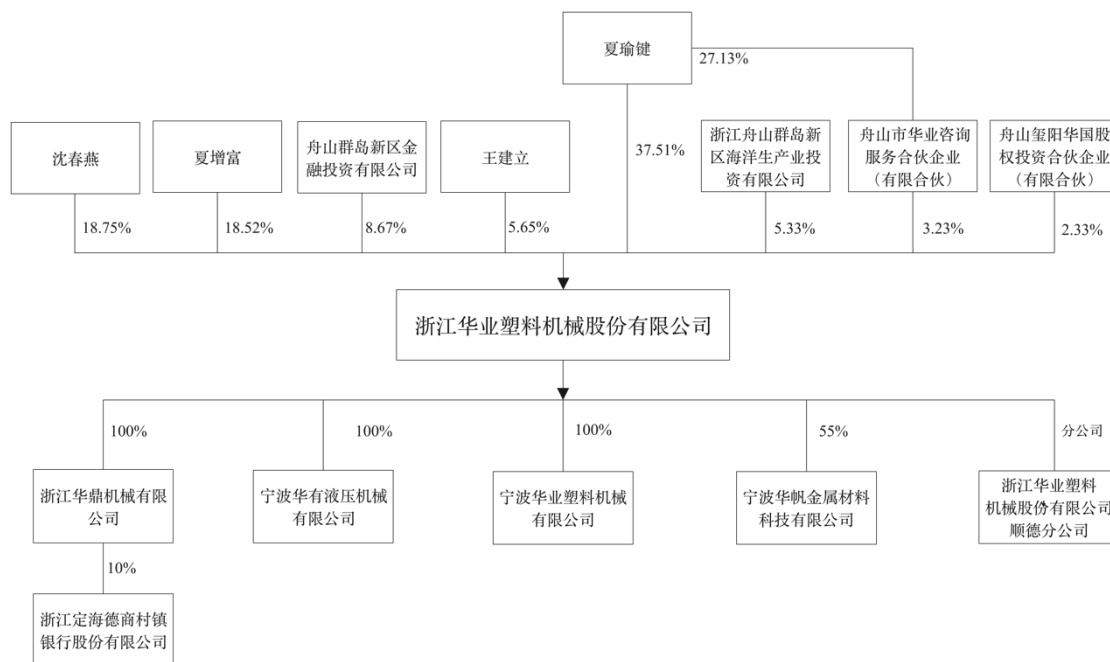 夏瑜键
27.13%
沈春燕
夏增富
舟山群岛新区金
融投资有限公司
王建立
37.51%
浙江舟山群岛新
区海洋生产业投
资有限公司
舟山市华业咨询
服务合伙企业
（有限合伙）
舟山玺阳华国股
权投资合伙企业
（有限合伙）
18.75%
18.52%
8.67%
5.65%
5.33%
3.23%
2.33%
浙江华业塑料机械股份有限公司
100%
100%
100%
55%
分公司
浙江华鼎机械有限
公司
宁波华有液压机械
有限公司
宁波华业塑料机械
有限公司
宁波华帆金属材料
科技有限公司
浙江华业塑料
机械股份有限公司
顺德分公司
10%
浙江定海德商村镇
银行股份有限公司